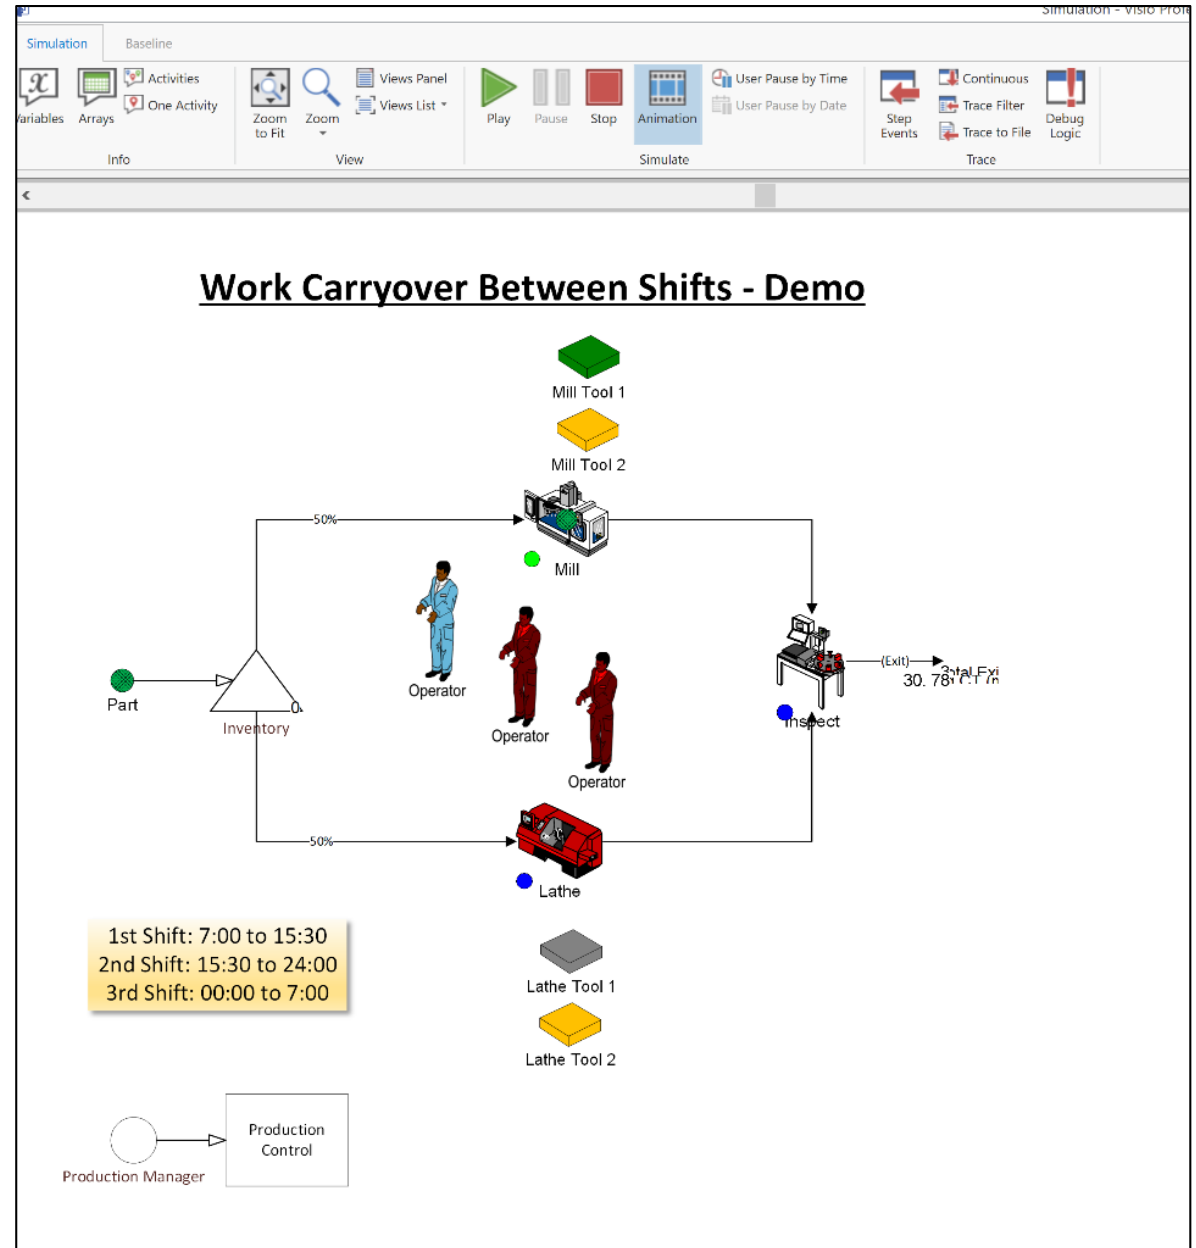 Simulation - Visio Profe
Simulation
Baseline
Variables
Arrays
Activities
One Activity
Info
Zoom to Fit
Zoom
Views Panel
Views List
View
Play
Pause
Stop
Animation
User Pause by Time
User Pause by Date
Simulate
Step Events
Continuous
Trace Filter
Trace to File
Debug Logic
Trace
Work Carryover Between Shifts - Demo
Mill Tool 1
Mill Tool 2
50%
Mill
Operator
Operator
Operator
Part
0
Inventory
(Exit)
30. 78
Inspect
50%
Lathe
1st Shift: 7:00 to 15:30
2nd Shift: 15:30 to 24:00
3rd Shift: 00:00 to 7:00
Lathe Tool 1
Lathe Tool 2
Production
Control
Production Manager